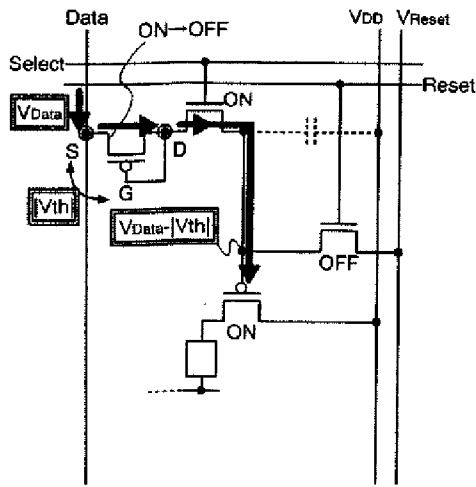 Data
VDD
VReset
ON→OFF
Select
Reset
VData
ON
S
D
G
|Vth|
VData-|Vth|
OFF
ON